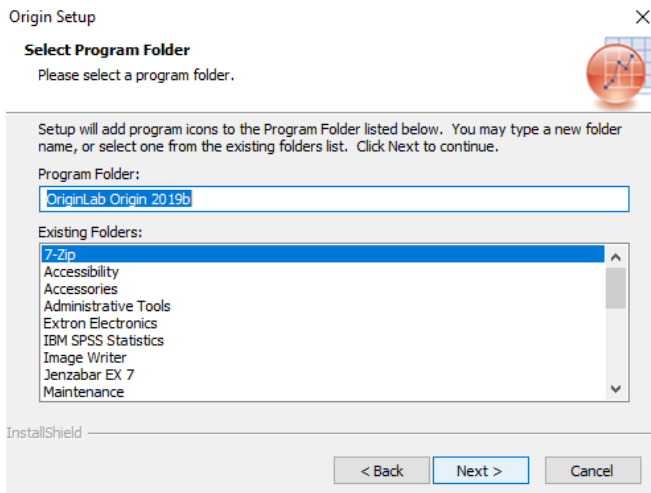 Origin Setup
Select Program Folder
Please select a program folder.
Setup will add program icons to the Program Folder listed below. You may type a new folder
name, or select one from the existing folders list. Click Next to continue.
Program Folder:
OriginLab Origin 2019b
Existing Folders:
7-Zip
Accessibility
Accessories
Administrative Tools
Extron Electronics
IBM SPSS Statistics
Image Writer
Jenzabar EX 7
Maintenance
InstallShield
< Back
Next >
Cancel